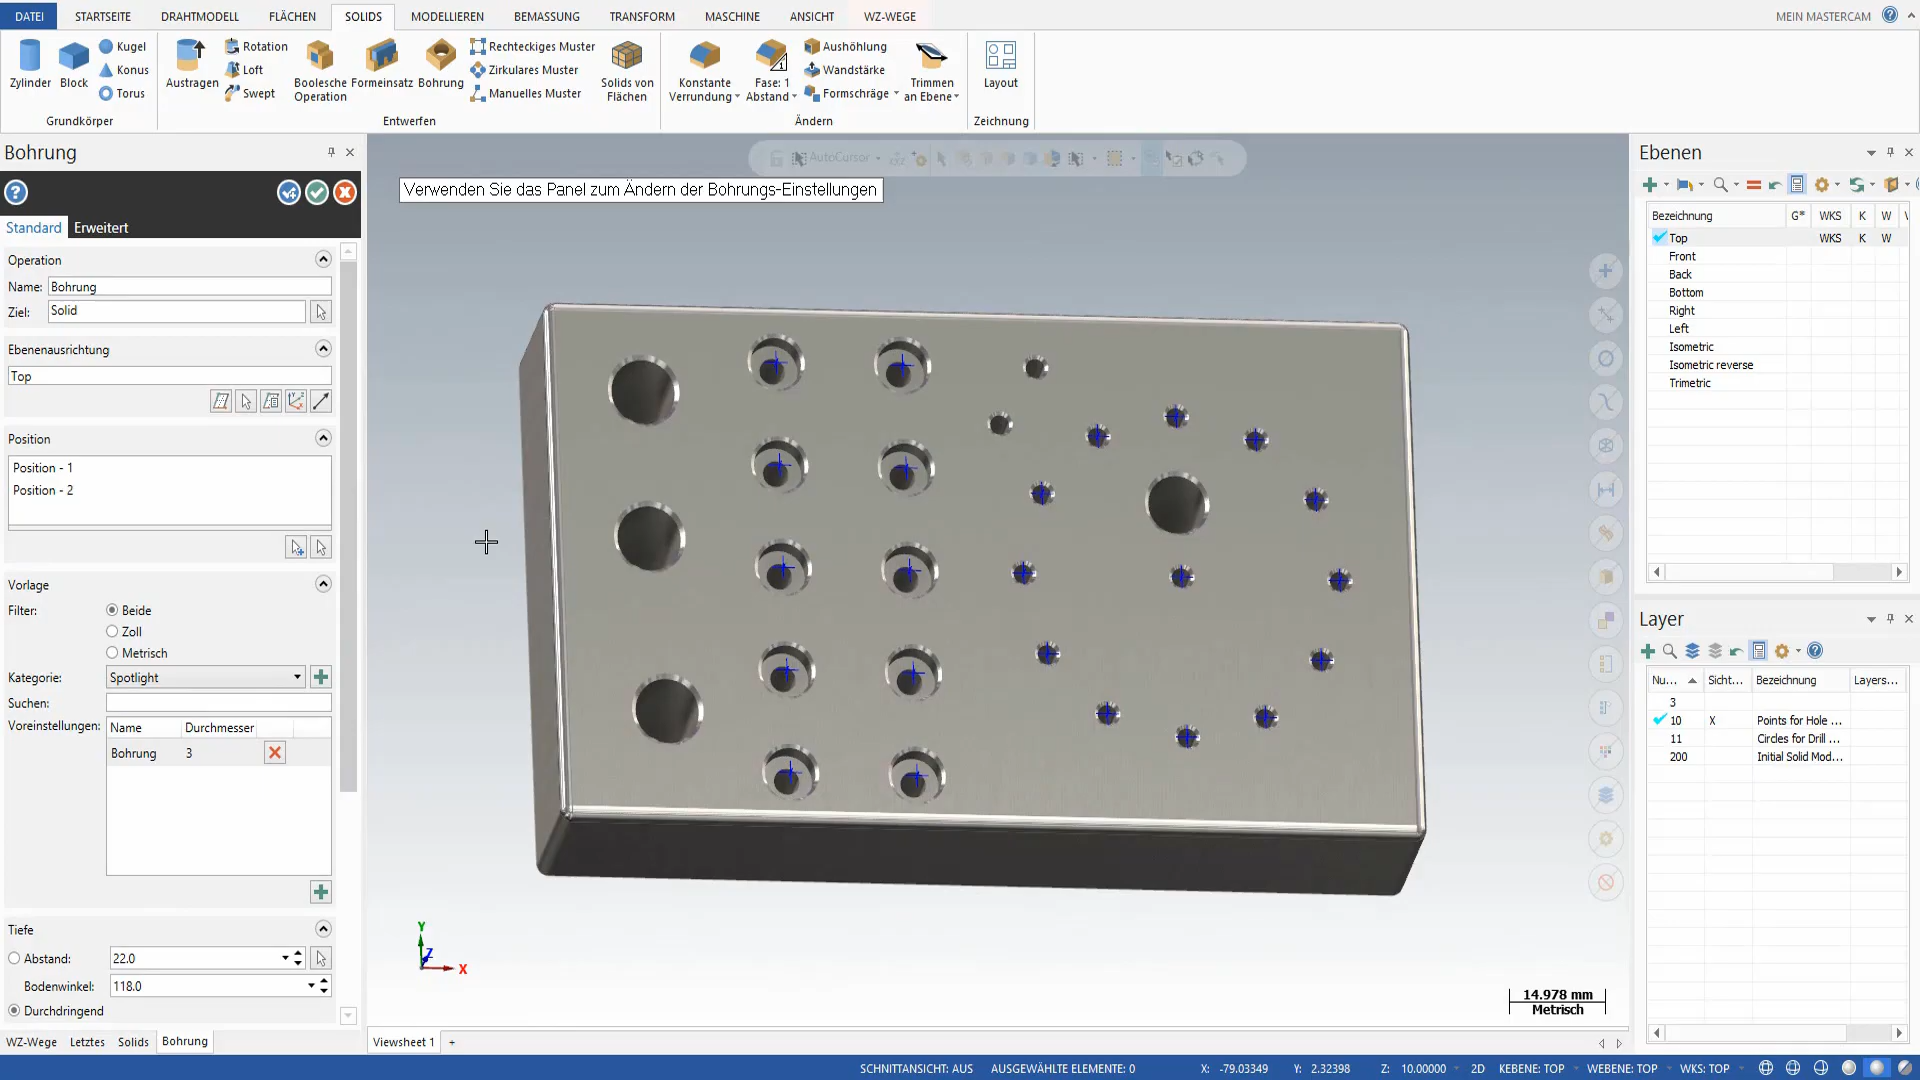 DATEI STARTSEITE DRAHTMODELL FLÄCHEN SOLIDS MODELLIEREN BEMASSUNG TRANSFORM MASCHINE ANSICHT WZ-WEGE MEIN MASTERCAM
Zylinder Block Kugel Konus Torus
Grundkörper
Austragen Rotation Loft Swept Boolesche Operation Formeinsatz Bohrung Rechteckiges Muster Zirkulares Muster Manuelles Muster Solids von Flächen
Entwerfen
Konstante Verrundung Fase: 1 Abstand Aushöhlung Wandstärke Formschräge Trimmen an Ebene
Ändern
Layout
Zeichnung
Bohrung
Standard Erweitert
Operation
Name: Bohrung
Ziel: Solid
Ebenenausrichtung
Top
Position
Position - 1
Position - 2
Vorlage
Filter: Beide
Zoll
Metrisch
Kategorie: Spotlight
Suchen:
Voreinstellungen: Name Durchmesser
Bohrung 3
Tiefe
Abstand: 22.0
Bodenwinkel: 118.0
Durchdringend
WZ-Wege Letztes Solids Bohrung
AutoCursor
Verwenden Sie das Panel zum Ändern der Bohrungs-Einstellungen
Y
Z
X
14.978 mm
Metrisch
Viewsheet 1 +
Ebenen
Bezeichnung G* WKS K W
Top WKS K W
Front
Back
Bottom
Right
Left
Isometric
Isometric reverse
Trimetric
Layer
Nu... Sicht... Bezeichnung Layers...
3
10 X Points for Hole ...
11 Circles for Drill ...
200 Initial Solid Mod...
SCHNITTANSICHT: AUS AUSGEWÄHLTE ELEMENTE: 0 X: -79.03349 Y: 2.32398 Z: 10.00000 2D KEBENE: TOP WEBENE: TOP WKS: TOP